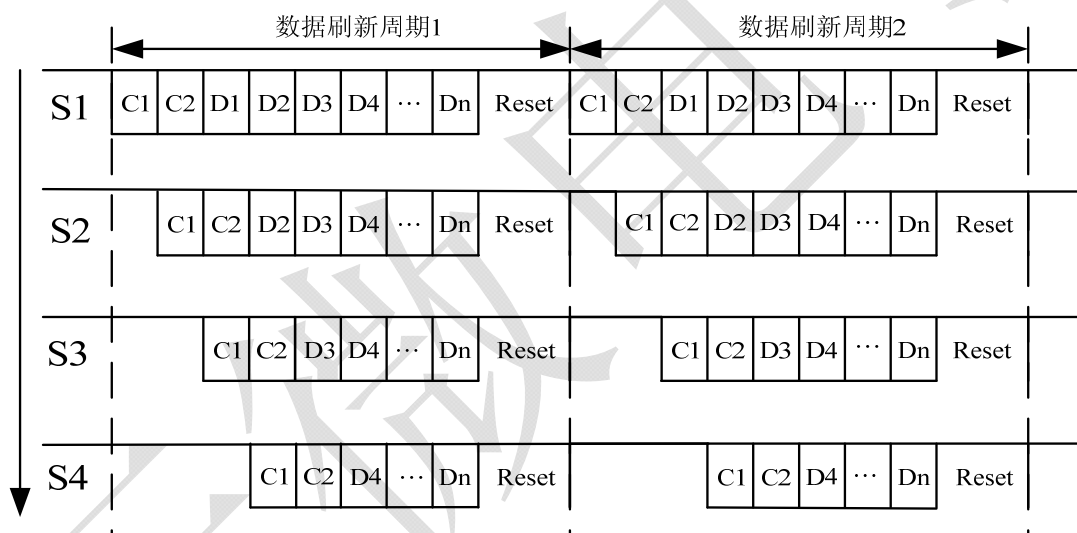 数据刷新周期1 数据刷新周期2
S1 C1 C2 D1 D2 D3 D4 … Dn Reset C1 C2 D1 D2 D3 D4 … Dn Reset
S2 C1 C2 D2 D3 D4 … Dn Reset C1 C2 D2 D3 D4 … Dn Reset
S3 C1 C2 D3 D4 … Dn Reset C1 C2 D3 D4 … Dn Reset
S4 C1 C2 D4 … Dn Reset C1 C2 D4 … Dn Reset